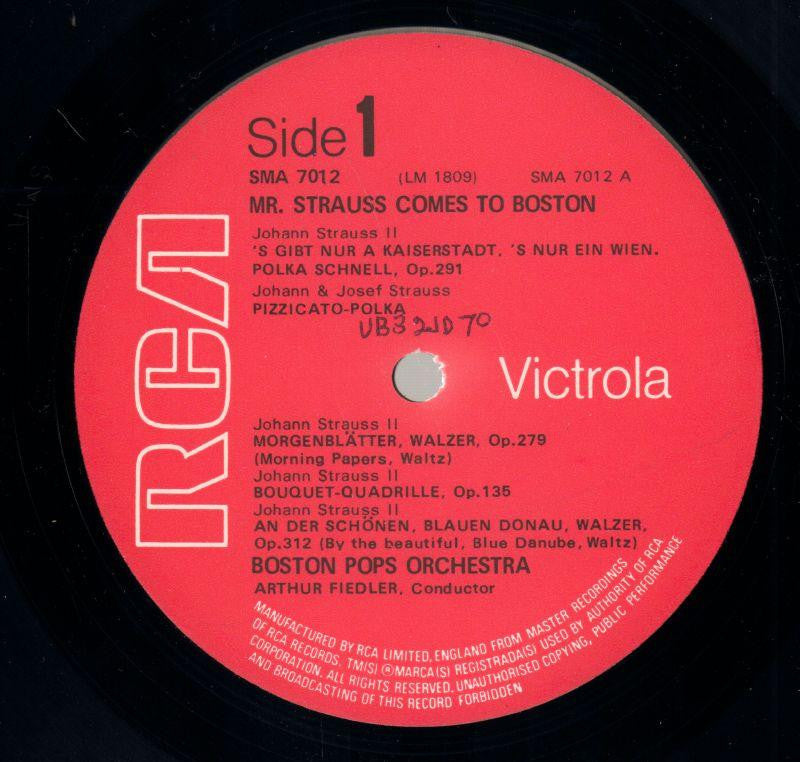 Side 1
SMA 7012 (LM 1809) SMA 7012 A
MR. STRAUSS COMES TO BOSTON
Johann Strauss II
'S GIBT NUR A KAISERSTADT, 'S NUR EIN WIEN.
POLKA SCHNELL, Op.291
Johann & Josef Strauss
PIZZICATO-POLKA
RCA
Victrola
Johann Strauss II
MORGENBLÄTTER, WALZER, Op.279
(Morning Papers, Waltz)
Johann Strauss II
BOUQUET-QUADRILLE, Op.135
Johann Strauss II
AN DER SCHÖNEN, BLAUEN DONAU, WALZER,
Op.312 (By the beautiful, Blue Danube, Waltz)
BOSTON POPS ORCHESTRA
ARTHUR FIEDLER, Conductor
MANUFACTURED BY RCA LIMITED, ENGLAND FROM MASTER RECORDINGS
OF RCA RECORDS. TM(S) ® MARCA(S) REGISTRADA(S) USED BY AUTHORITY OF RCA
CORPORATION. ALL RIGHTS RESERVED. UNAUTHORISED COPYING, PUBLIC PERFORMANCE
AND BROADCASTING OF THIS RECORD FORBIDDEN